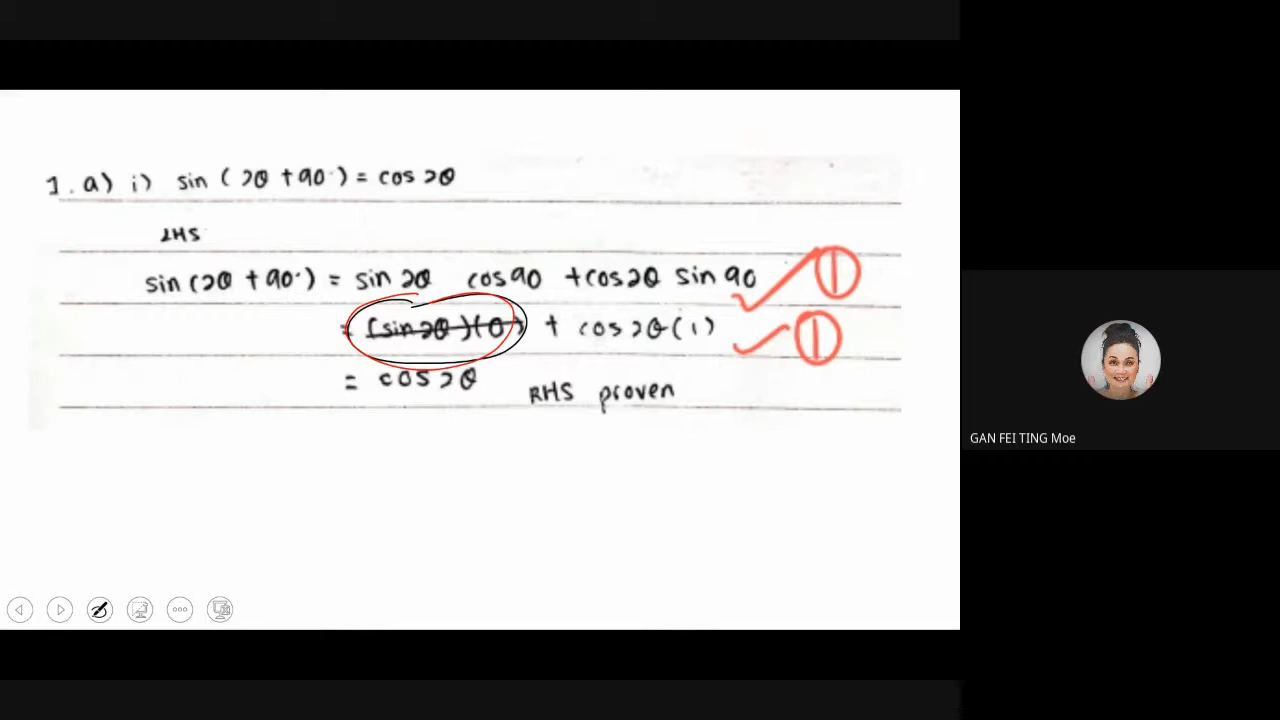 1. a) i) sin (2θ + 90°) = cos 2θ
LHS
sin (2θ + 90°) = sin 2θ cos 90 + cos 2θ sin 90 ①
= (sin 2θ)(0) + cos 2θ (1) ①
= cos 2θ RHS proven
GAN FEI TING Moe